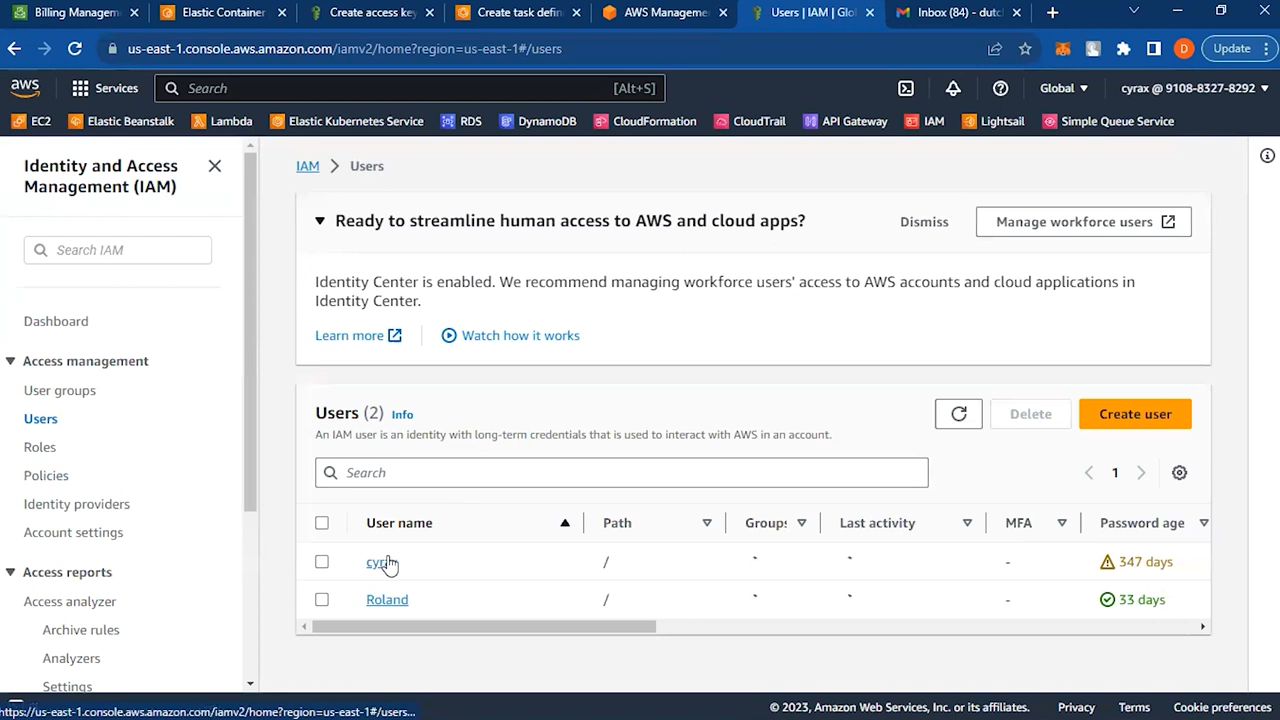 Billing Managem
Elastic Container
Create access key
Create task defin
AWS Manageme
Users | IAM | Glo
Inbox (84) - dutc
us-east-1.console.aws.amazon.com/iamv2/home?region=us-east-1#/users
D
Update
aws
Services
Search
[Alt+S]
Global
cyrax @ 9108-8327-8292
EC2
Elastic Beanstalk
Lambda
Elastic Kubernetes Service
RDS
DynamoDB
CloudFormation
CloudTrail
API Gateway
IAM
Lightsail
Simple Queue Service
Identity and Access
Management (IAM)
Search IAM
Dashboard
Access management
User groups
Users
Roles
Policies
Identity providers
Account settings
Access reports
Access analyzer
Archive rules
Analyzers
Settings
IAM > Users
Ready to streamline human access to AWS and cloud apps?
Dismiss
Manage workforce users
Identity Center is enabled. We recommend managing workforce users' access to AWS accounts and cloud applications in
Identity Center.
Learn more
Watch how it works
Users (2) Info
Delete
Create user
An IAM user is an identity with long-term credentials that is used to interact with AWS in an account.
Search
1
User name
Path
Groups
Last activity
MFA
Password age
/
-
347 days
Roland
/
-
33 days
https://us-east-1.console.aws.amazon.com/iamv2/home?region=us-east-1#/users...
© 2023, Amazon Web Services, Inc. or its affiliates.
Privacy
Terms
Cookie preferences